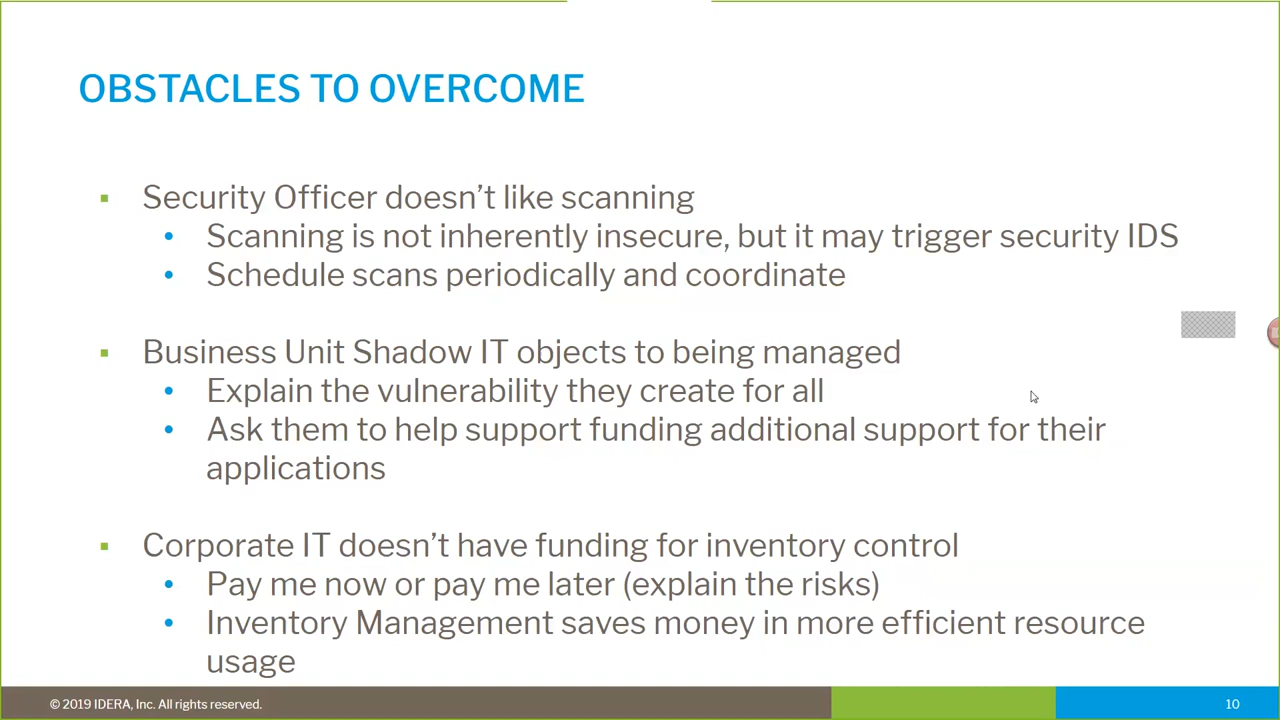 OBSTACLES TO OVERCOME
▪ Security Officer doesn’t like scanning
• Scanning is not inherently insecure, but it may trigger security IDS
• Schedule scans periodically and coordinate
▪ Business Unit Shadow IT objects to being managed
• Explain the vulnerability they create for all
• Ask them to help support funding additional support for their
applications
▪ Corporate IT doesn’t have funding for inventory control
• Pay me now or pay me later (explain the risks)
• Inventory Management saves money in more efficient resource
usage
© 2019 IDERA, Inc. All rights reserved.
10